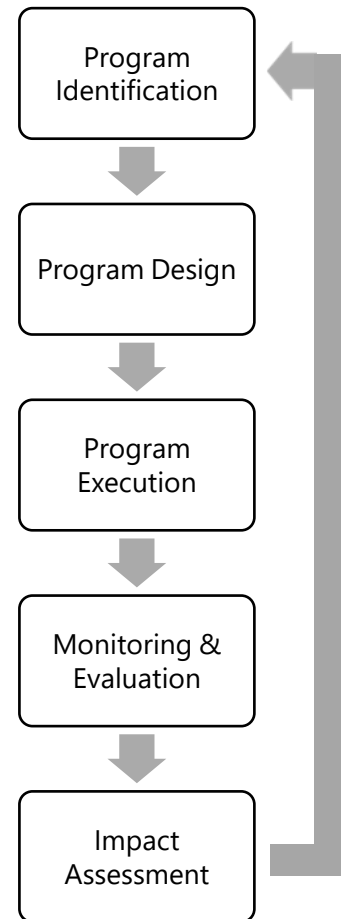 Program
Identification
Program Design
Program
Execution
Monitoring &
Evaluation
Impact
Assessment